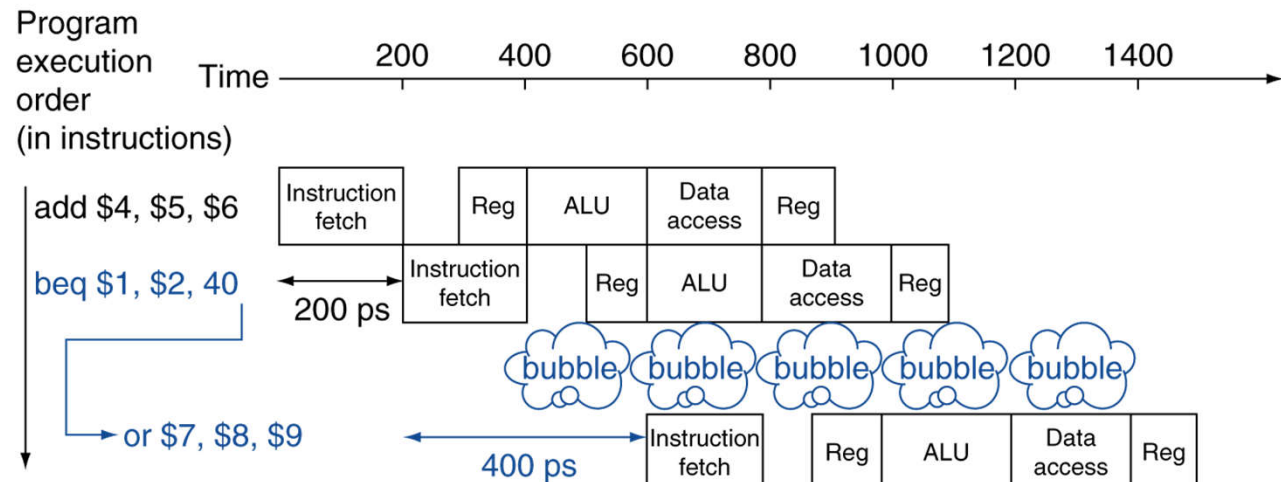 Program
execution
order
(in instructions)
Time
200 400 600 800 1000 1200 1400
add $4, $5, $6
Instruction
fetch
Reg
ALU
Data
access
Reg
beq $1, $2, 40
200 ps
Instruction
fetch
Reg
ALU
Data
access
Reg
bubble bubble bubble bubble bubble
or $7, $8, $9
400 ps
Instruction
fetch
Reg
ALU
Data
access
Reg